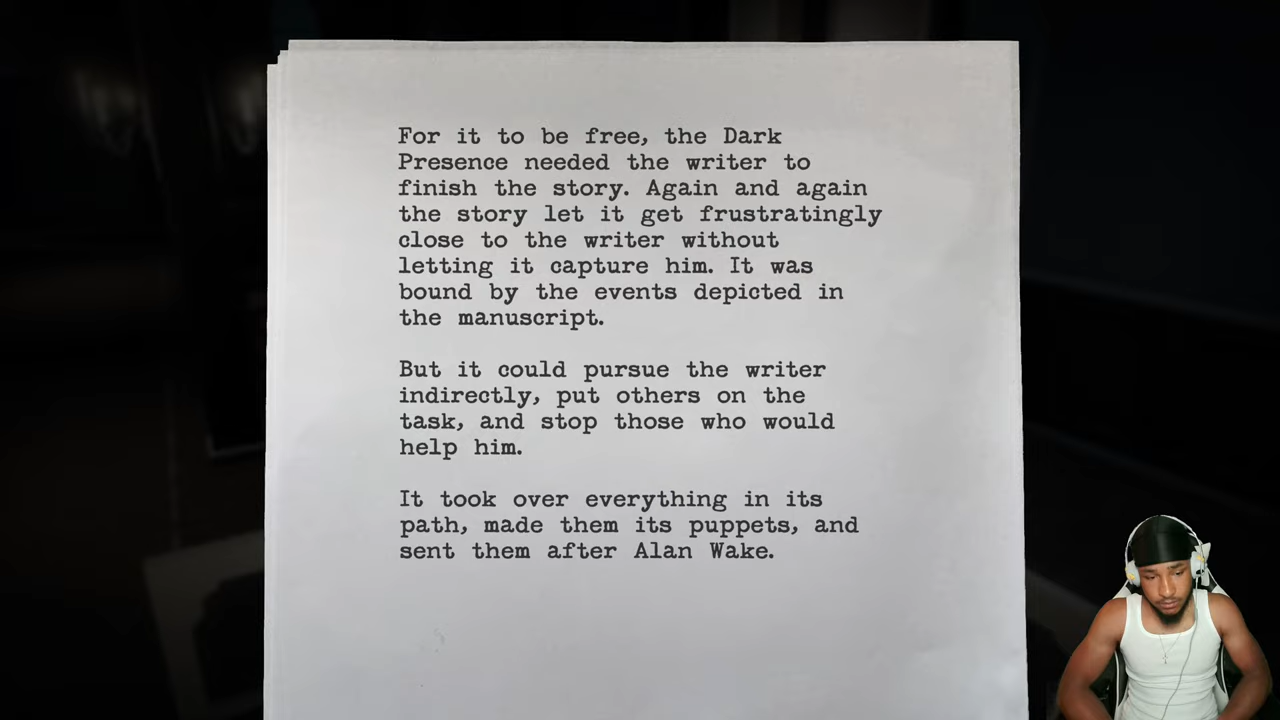 For it to be free, the Dark
Presence needed the writer to
finish the story. Again and again
the story let it get frustratingly
close to the writer without
letting it capture him. It was
bound by the events depicted in
the manuscript.
But it could pursue the writer
indirectly, put others on the
task, and stop those who would
help him.
It took over everything in its
path, made them its puppets, and
sent them after Alan Wake.